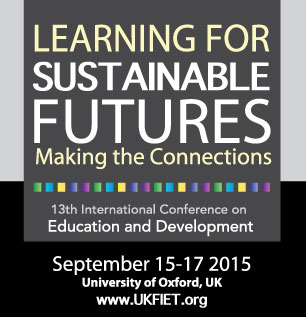 LEARNING FOR
SUSTAINABLE
FUTURES
Making the Connections
13th International Conference on
Education and Development
September 15-17 2015
University of Oxford, UK
www.UKFIET.org